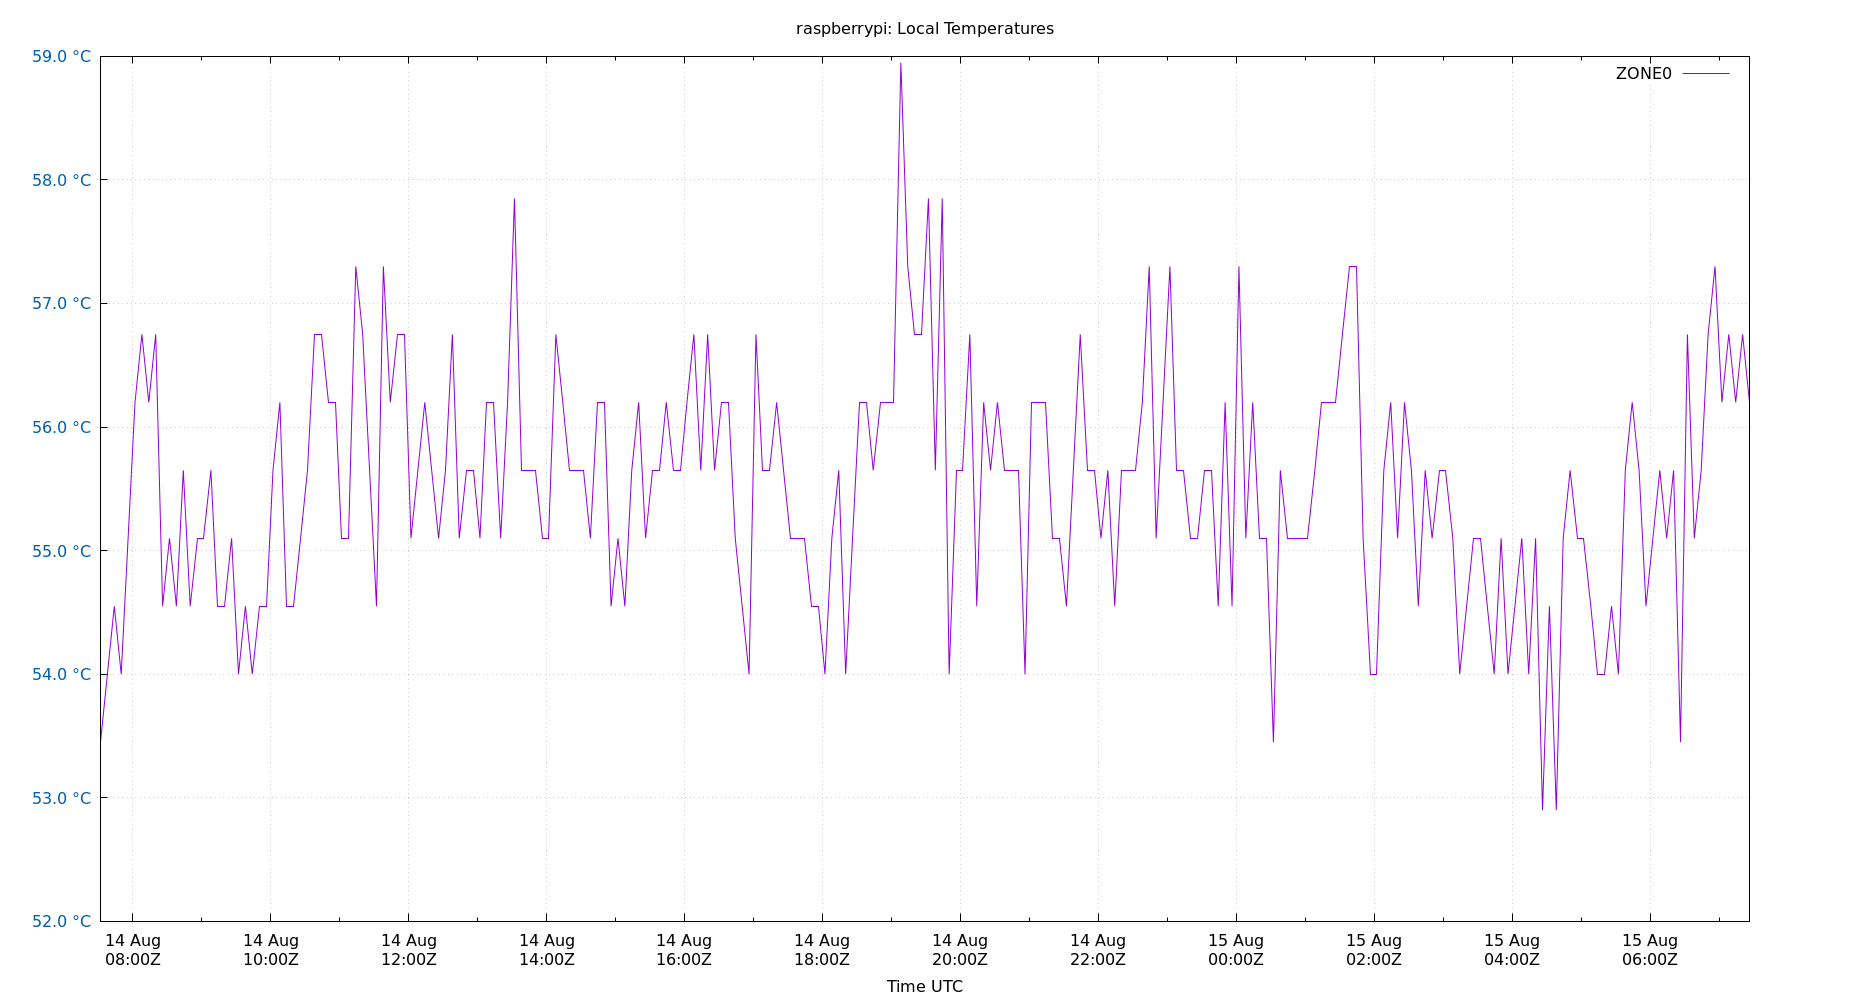 raspberrypi: Local Temperatures
59.0 °C
ZONE0
58.0 °C
57.0 °C
56.0 °C
55.0 °C
54.0 °C
53.0 °C
52.0 °C
14 Aug 14 Aug 14 Aug 14 Aug 14 Aug 14 Aug 14 Aug 14 Aug 15 Aug 15 Aug 15 Aug 15 Aug
08:00Z 10:00Z 12:00Z 14:00Z 16:00Z 18:00Z 20:00Z 22:00Z 00:00Z 02:00Z 04:00Z 06:00Z
Time UTC